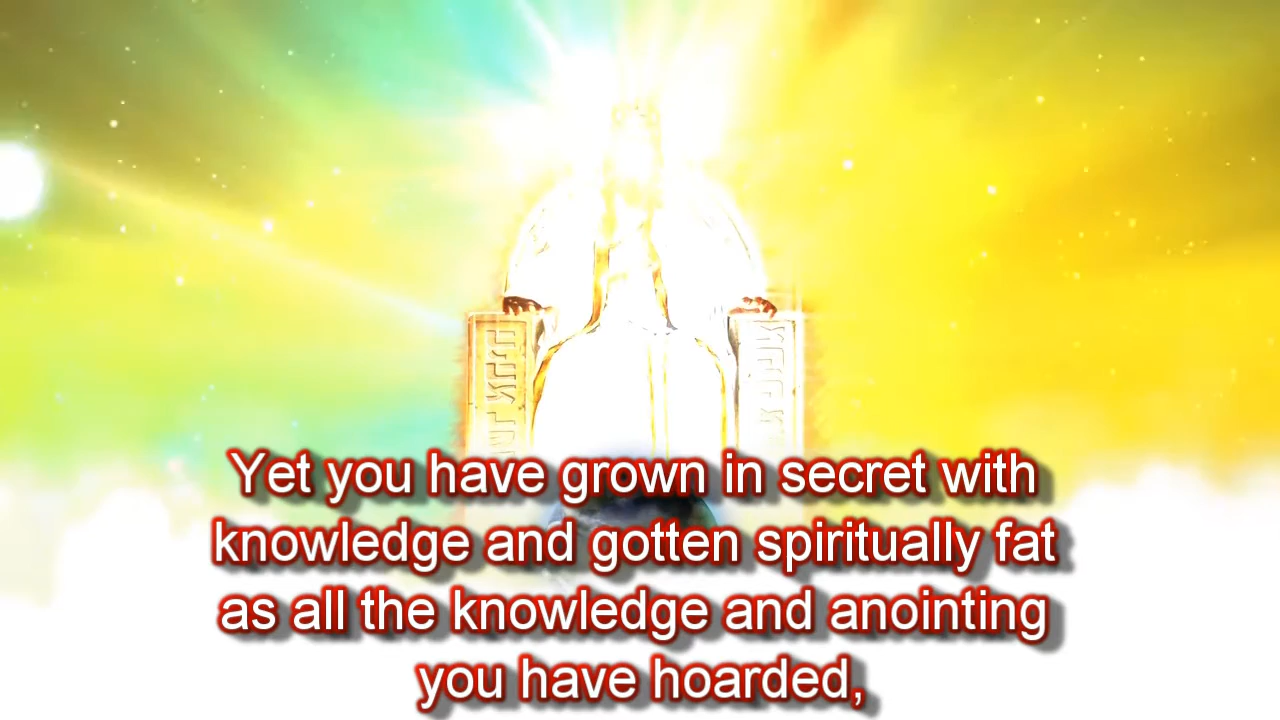 Yet you have grown in secret with
knowledge and gotten spiritually fat
as all the knowledge and anointing
you have hoarded,